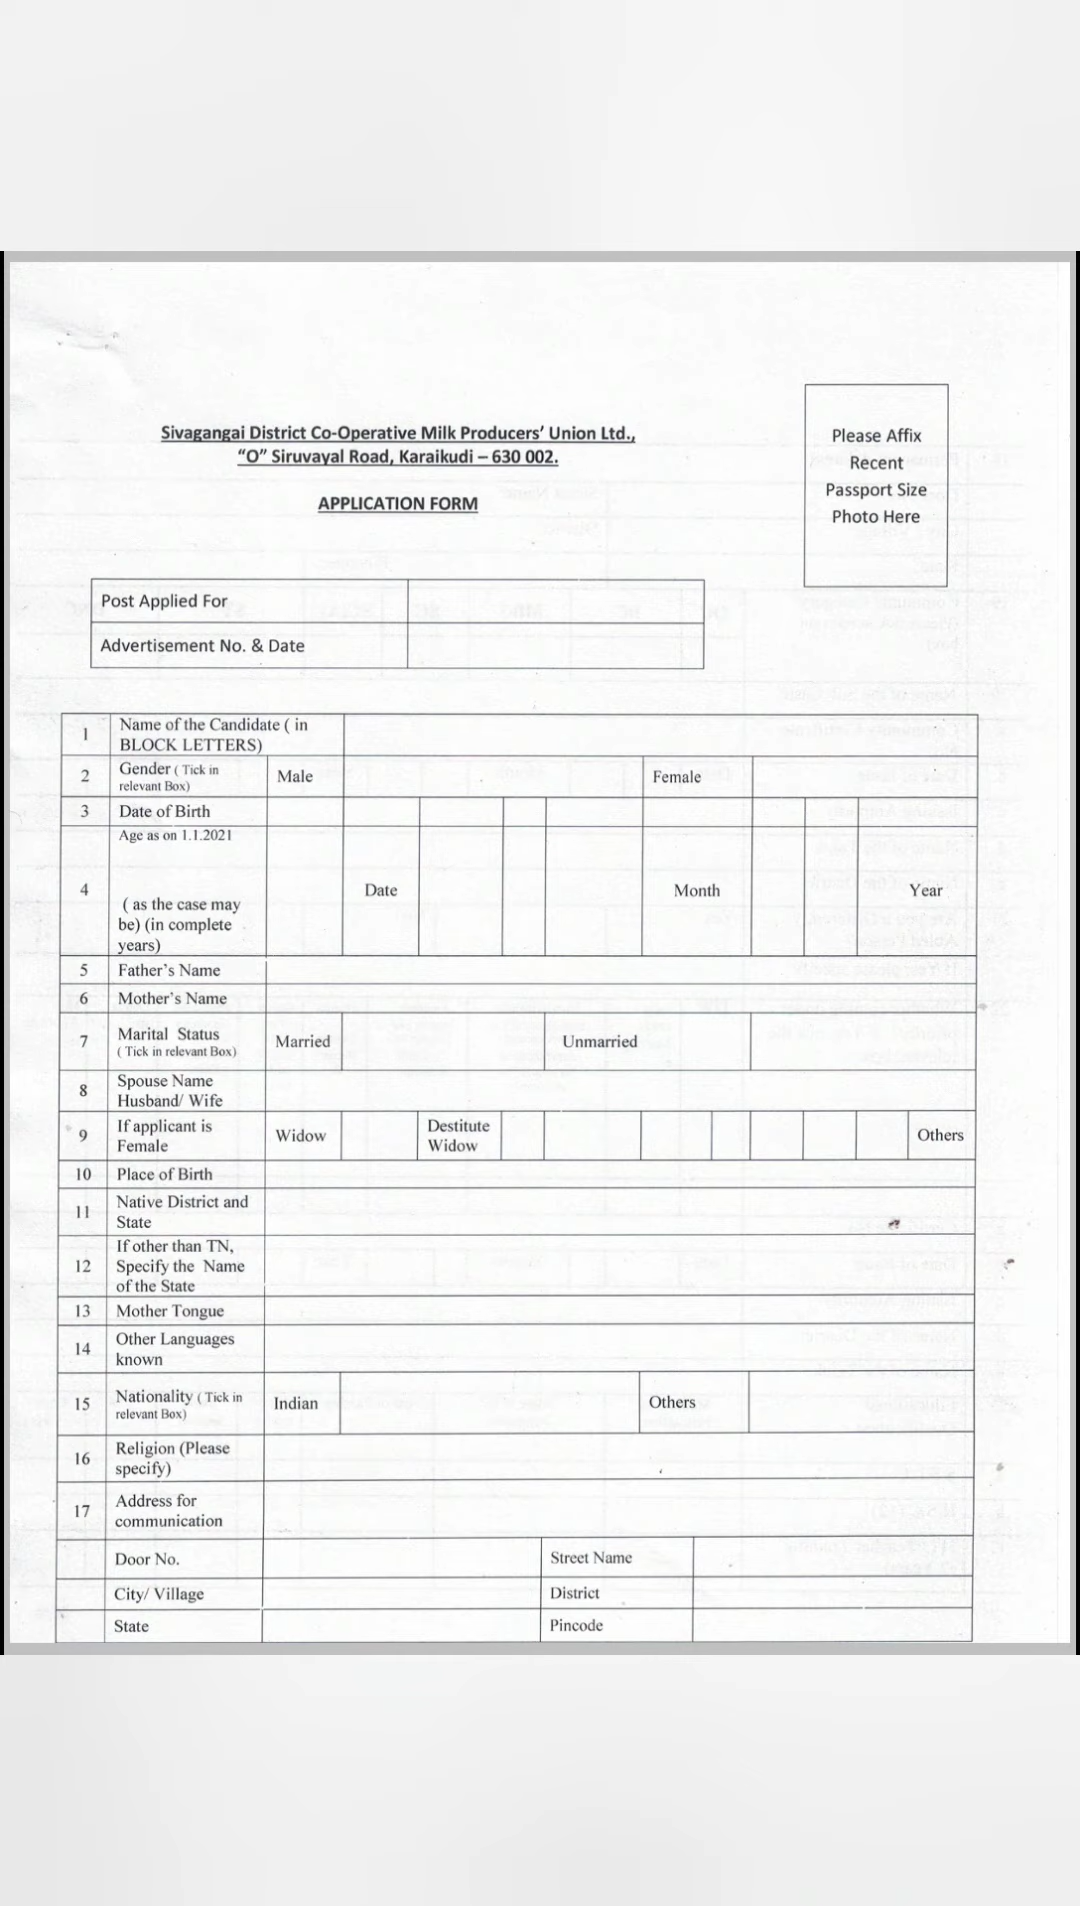 Sivagangai District Co-Operative Milk Producers’ Union Ltd.,
“O” Siruvayal Road, Karaikudi – 630 002.
APPLICATION FORM
Please Affix
Recent
Passport Size
Photo Here
Post Applied For
Advertisement No. & Date
1 Name of the Candidate ( in
BLOCK LETTERS)
2 Gender ( Tick in
relevant Box) Male Female
3 Date of Birth
Age as on 1.1.2021
4 ( as the case may
be) (in complete
years) Date Month Year
5 Father’s Name
6 Mother’s Name
7 Marital Status
( Tick in relevant Box) Married Unmarried
8 Spouse Name
Husband/ Wife
9 If applicant is
Female Widow Destitute
Widow Others
10 Place of Birth
11 Native District and
State
12 If other than TN,
Specify the Name
of the State
13 Mother Tongue
14 Other Languages
known
15 Nationality ( Tick in
relevant Box) Indian Others
16 Religion (Please
specify)
17 Address for
communication
Door No. Street Name
City/ Village District
State Pincode